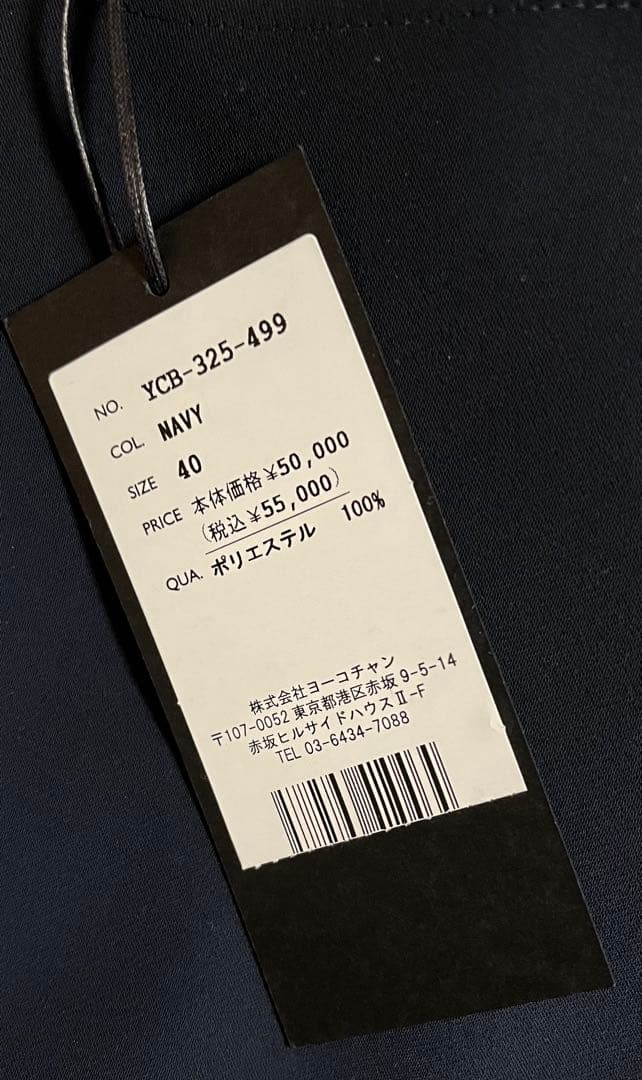 NO. YCB-325-499
COL. NAVY
SIZE 40
PRICE 本体価格¥50,000
(税込¥55,000)
QUA. ポリエステル 100%
株式会社ヨーコチャン
〒107-0052 東京都港区赤坂 9-5-14
赤坂ヒルサイドハウスⅡ-F
TEL 03-6434-7088